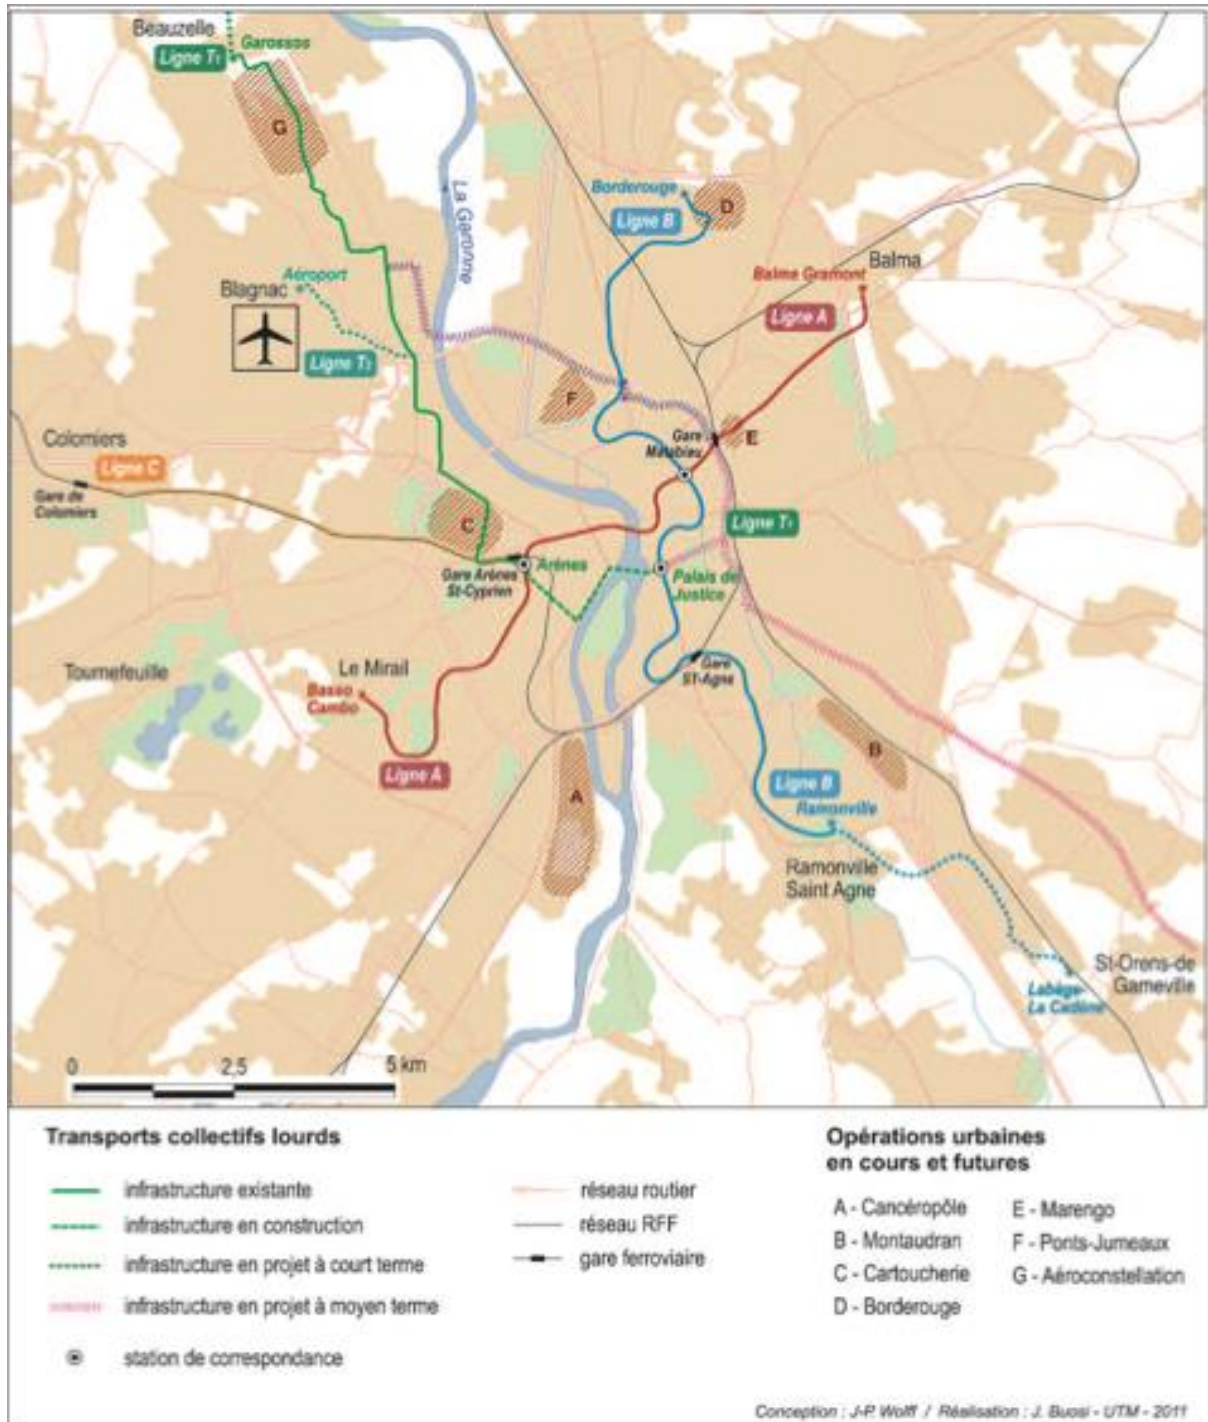 Beauzelle
Garossos
Ligne T1
G
La Garonne
Borderouge
Ligne B
D
Balma Gramont
Balma
Ligne A
Aéroport
Blagnac
Ligne T2
F
Gare
Matabiau
E
Colomiers
Ligne C
Gare de
Colomiers
C
Ligne T1
Gare Arènes
St-Cyprien
Arènes
Palais de
Justice
Tournefeuille
Le Mirail
Basso
Cambo
Gare
ST-Agne
Ligne A
A
B
Ligne B
Ramonville
Ramonville
Saint Agne
St-Orens-de
Gameville
Labège-
La Cadène
0 2,5 5 km
Transports collectifs lourds
infrastructure existante
infrastructure en construction
infrastructure en projet à court terme
infrastructure en projet à moyen terme
station de correspondance
réseau routier
réseau RFF
gare ferroviaire
Opérations urbaines
en cours et futures
A - Cancéropôle
B - Montaudran
C - Cartoucherie
D - Borderouge
E - Marengo
F - Ponts-Jumeaux
G - Aéroconstellation
Conception : J-P. Wolff / Réalisation : J. Buosi - UTM - 2011